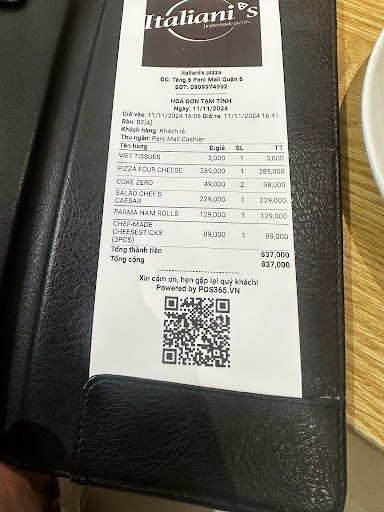 Italiani's
homemade pizza
Italiani's pizza
ĐC: Tầng 5 Parc Mall Quận 8
SĐT: 0909974992
HOÁ ĐƠN TẠM TÍNH
Ngày: 11/11/2024
Giờ vào: 11/11/2024 16:06 Giờ ra: 11/11/2024 16:41
Bàn: B2[A]
Khách hàng: Khách lẻ
Thu ngân: Parc Mall Cashier
Tên hàng Đ.giá SL TT
WET TISSUES 3,000 1 3,000
PIZZA FOUR CHEESE 289,000 1 289,000
COKE ZERO 49,000 2 98,000
SALAD CHEF'S CAESAR 229,000 1 229,000
PARMA HAM ROLLS 129,000 1 129,000
CHEF-MADE
CHEESESTICKS 89,000 1 89,000
(3PCS)
Tổng thành tiền 837,000
Tổng cộng 837,000
Xin cảm ơn, hẹn gặp lại quý khách!
Powered by POS365.VN